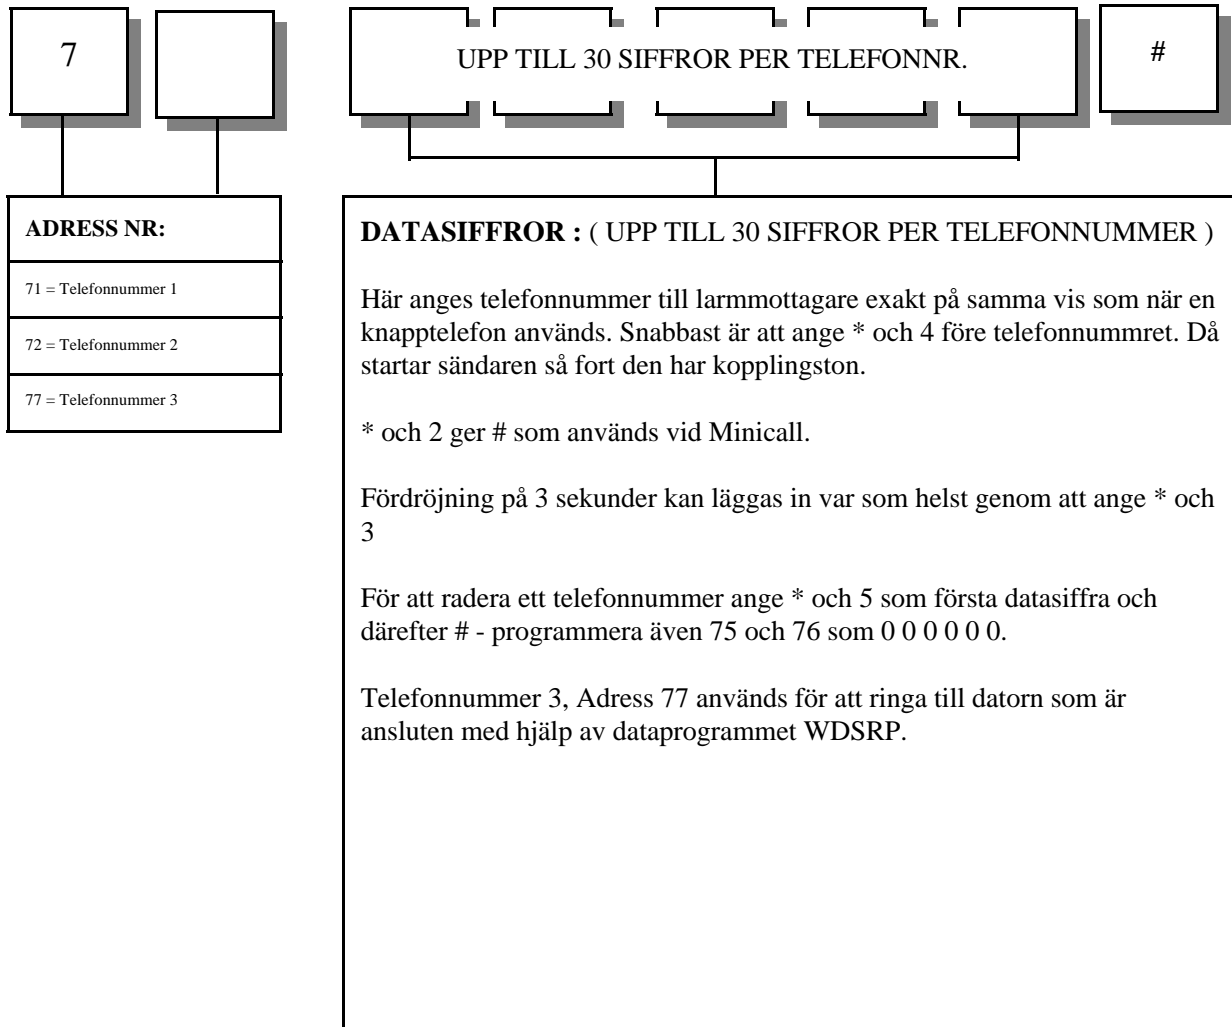 7
UPP TILL 30 SIFFROR PER TELEFONNR.
#
ADRESS NR:
71 = Telefonnummer 1
72 = Telefonnummer 2
77 = Telefonnummer 3
DATASIFFROR : ( UPP TILL 30 SIFFROR PER TELEFONNUMMER )
Här anges telefonnummer till larmmottagare exakt på samma vis som när en
knapptelefon används. Snabbast är att ange * och 4 före telefonnummret. Då
startar sändaren så fort den har kopplingston.
* och 2 ger # som används vid Minicall.
Fördröjning på 3 sekunder kan läggas in var som helst genom att ange * och
3
För att radera ett telefonnummer ange * och 5 som första datasiffra och
därefter # - programmera även 75 och 76 som 0 0 0 0 0 0.
Telefonnummer 3, Adress 77 används för att ringa till datorn som är
ansluten med hjälp av dataprogrammet WDSRP.